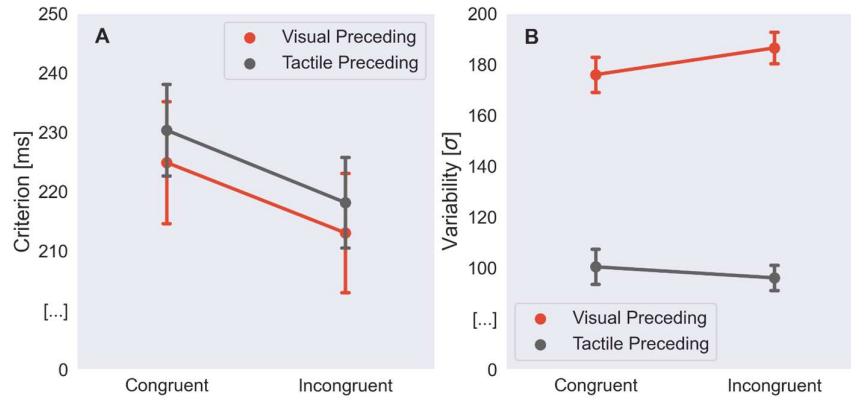 A
Visual Preceding
Tactile Preceding
Criterion [ms]
250
240
230
220
210
[...]
0
Congruent
Incongruent
B
Variability [σ]
200
180
160
140
120
100
[...]
0
Visual Preceding
Tactile Preceding
Congruent
Incongruent